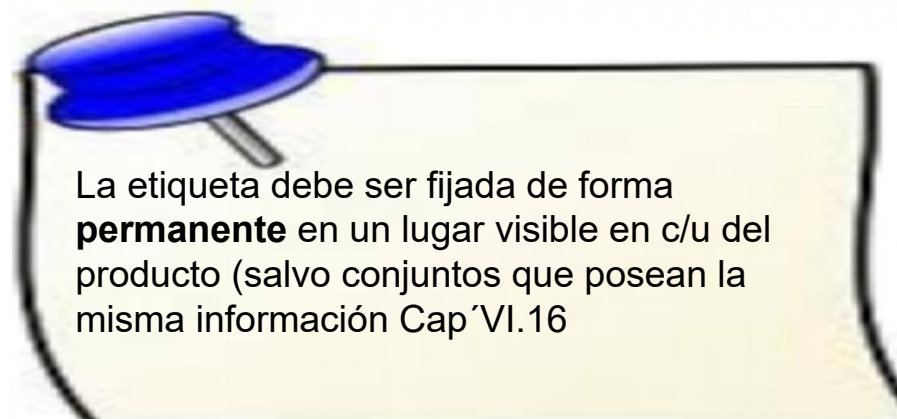 La etiqueta debe ser fijada de forma
permanente en un lugar visible en c/u del
producto (salvo conjuntos que posean la
misma información Cap´VI.16